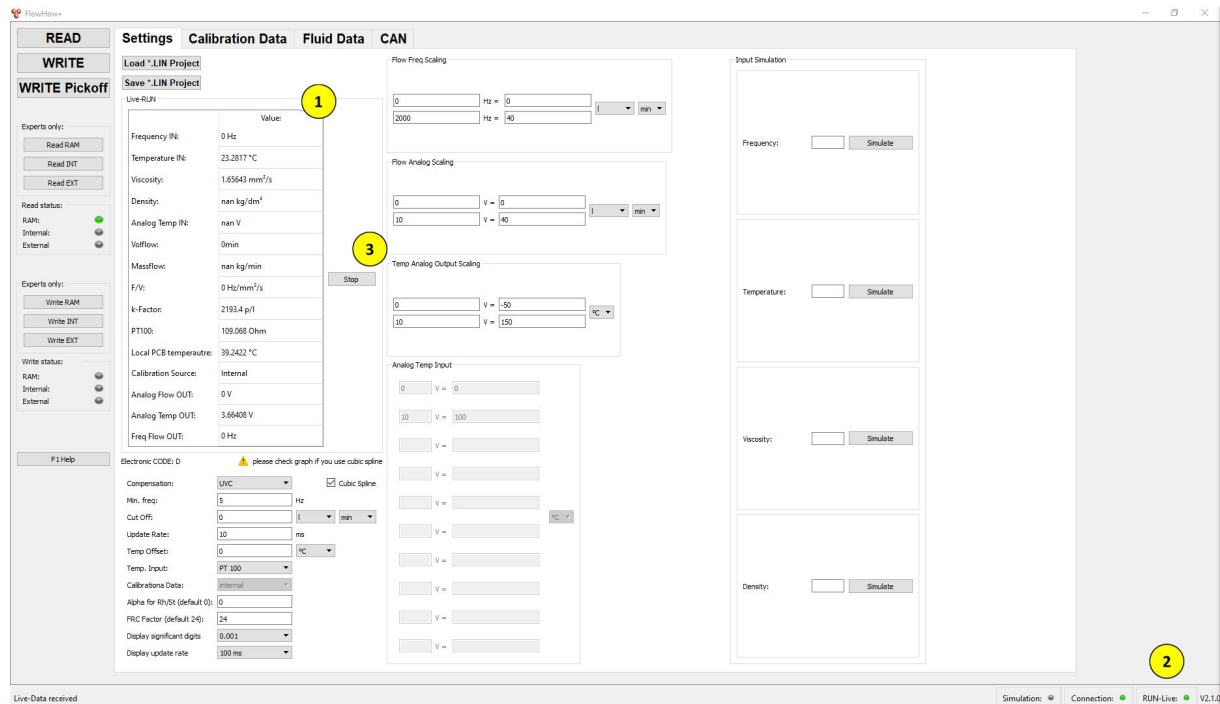 FlowHow+
READ
WRITE
WRITE Pickoff
Experts only:
Read RAM
Read INT
Read EXT
Read status:
RAM:
Internal:
External
Experts only:
Write RAM
Write INT
Write EXT
Write status:
RAM:
Internal:
External
F1 Help
Settings Calibration Data Fluid Data CAN
Load *.LIN Project
Save *.LIN Project
Live-RUN
1
Value:
Frequency IN: 0 Hz
Temperature IN: 23.2817 °C
Viscosity: 1.65643 mm²/s
Density: nan kg/dm³
Analog Temp IN: nan V
Volflow: 0min
Massflow: nan kg/min
F/V: 0 Hz/mm²/s
k-Factor: 2193.4 p/l
PT100: 109.068 Ohm
Local PCB temperautre: 39.2422 °C
Calibration Source: Internal
Analog Flow OUT: 0 V
Analog Temp OUT: 3.66408 V
Freq Flow OUT: 0 Hz
3
Stop
Electronic CODE: D please check graph if you use cubic spline
Compensation: UVC Cubic Spline
Min. freq: 5 Hz
Cut Off: 0 l min
Update Rate: 10 ms
Temp Offset: 0 °C
Temp. Input: PT 100
Calibrationa Data: internal
Alpha for Rh/St (default 0): 0
FRC Factor (default 24): 24
Display significant digits 0.001
Display update rate 100 ms
Flow Freq Scaling
0 Hz = 0
2000 Hz = 40
l min
Flow Analog Scaling
0 V = 0
10 V = 40
l min
Temp Analog Output Scaling
0 V = -50
10 V = 150
°C
Analog Temp Input
0 V = 0
10 V = 100
V =
V =
V =
V =
V =
V =
V =
V =
°C
Input Simulation
Frequency: Simulate
Temperature: Simulate
Viscosity: Simulate
Density: Simulate
2
Live-Data received
Simulation: Connection: RUN-Live: V2.1.0